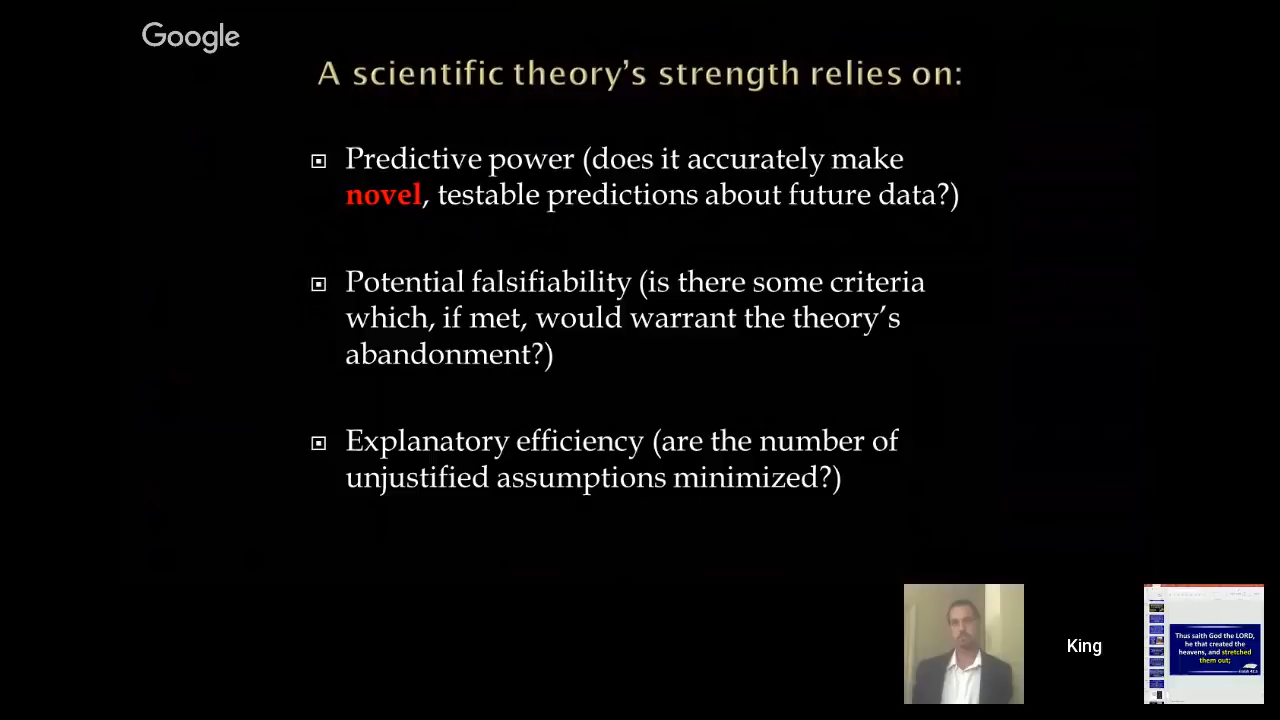 Google
A scientific theory's strength relies on:
Predictive power (does it accurately make
novel, testable predictions about future data?)
Potential falsifiability (is there some criteria
which, if met, would warrant the theory's
abandonment?)
Explanatory efficiency (are the number of
unjustified assumptions minimized?)
King
Thus saith God the LORD,
he that created the
heavens, and stretched
them out;